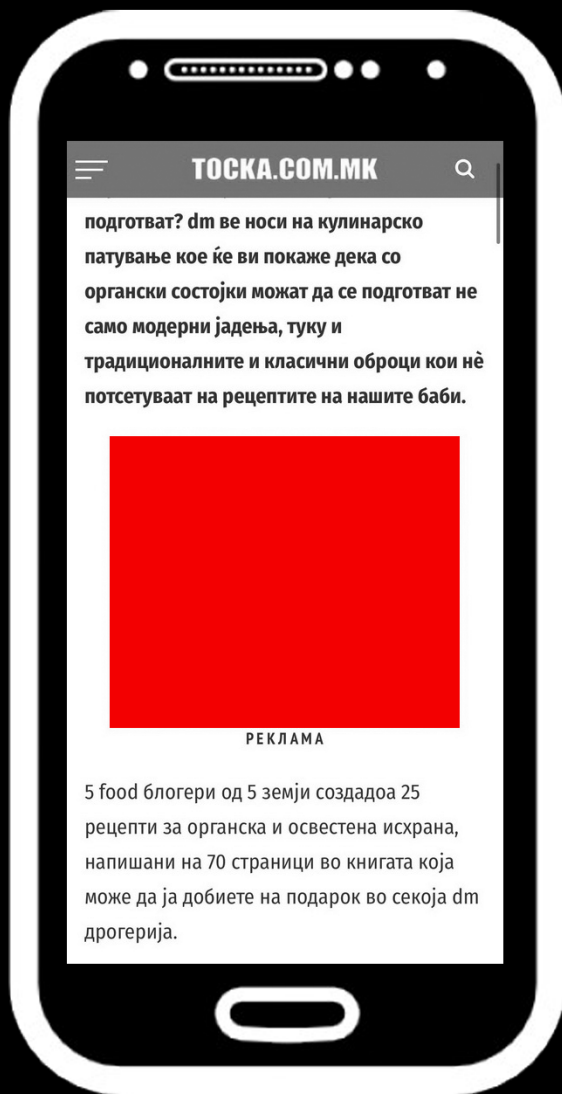 TOCKA.COM.MK
подготват? dm ве носи на кулинарско
патување кое ќе ви покаже дека со
органски состојки можат да се подготват не
само модерни јадења, туку и
традиционалните и класични оброци кои нѐ
потсетуваат на рецептите на нашите баби.
РЕКЛАМА
5 food блогери од 5 земји создадоа 25
рецепти за органска и освестена исхрана,
напишани на 70 страници во книгата која
може да ја добиете на подарок во секоја dm
дрогерија.